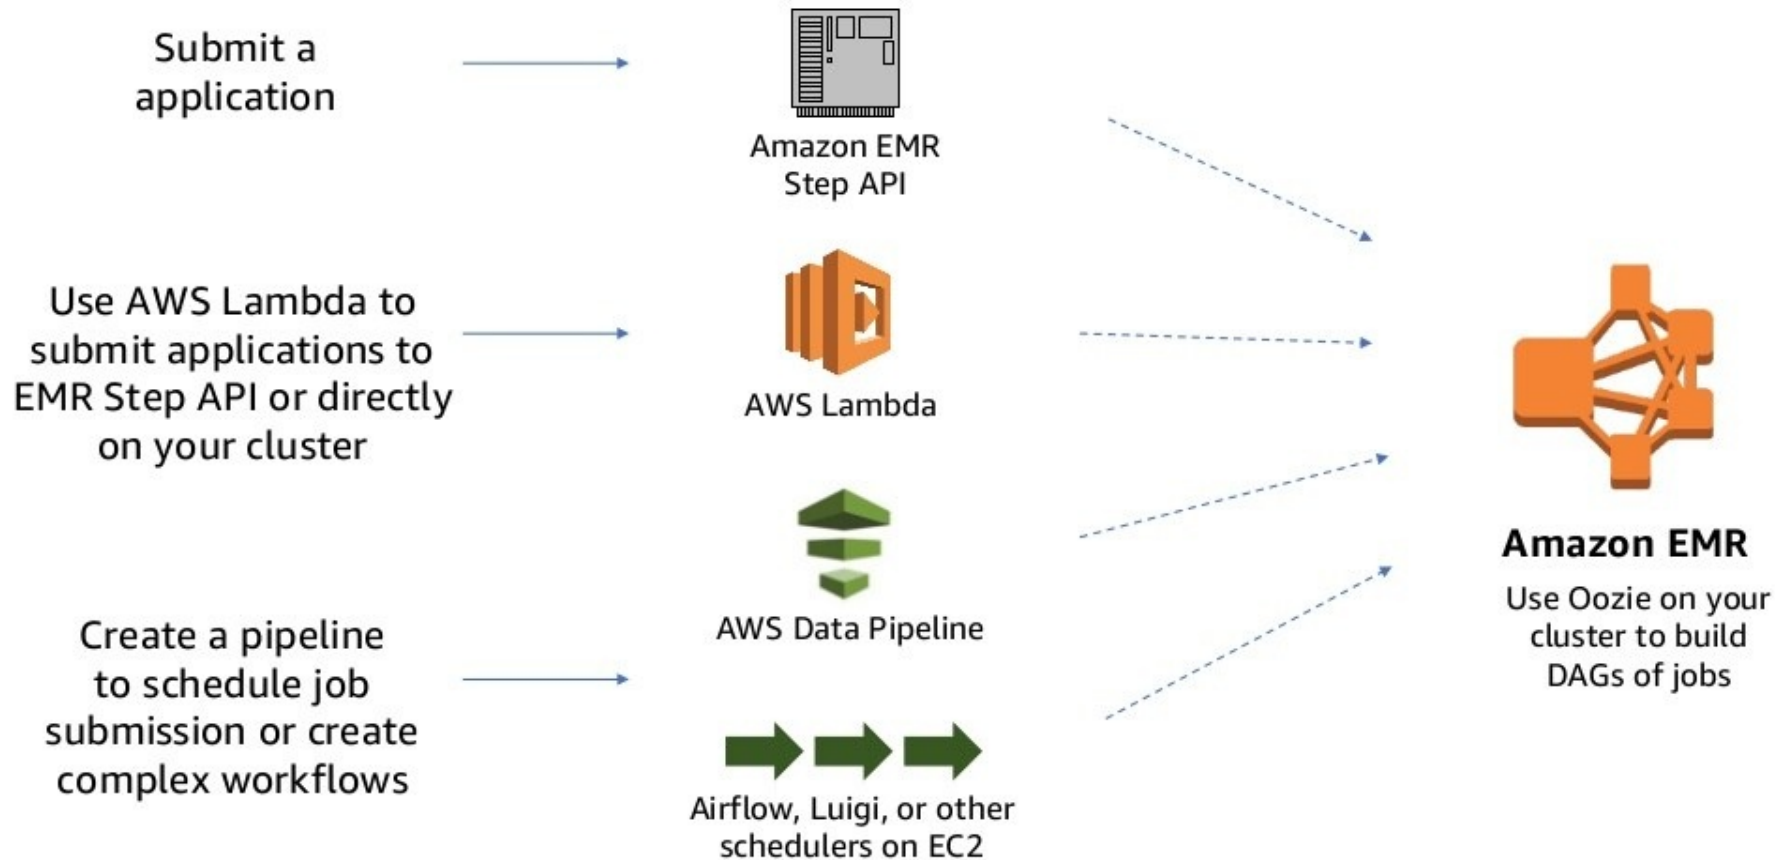 Submit a
application
Amazon EMR
Step API
Use AWS Lambda to
submit applications to
EMR Step API or directly
on your cluster
AWS Lambda
Create a pipeline
to schedule job
submission or create
complex workflows
AWS Data Pipeline
Airflow, Luigi, or other
schedulers on EC2
Amazon EMR
Use Oozie on your
cluster to build
DAGs of jobs